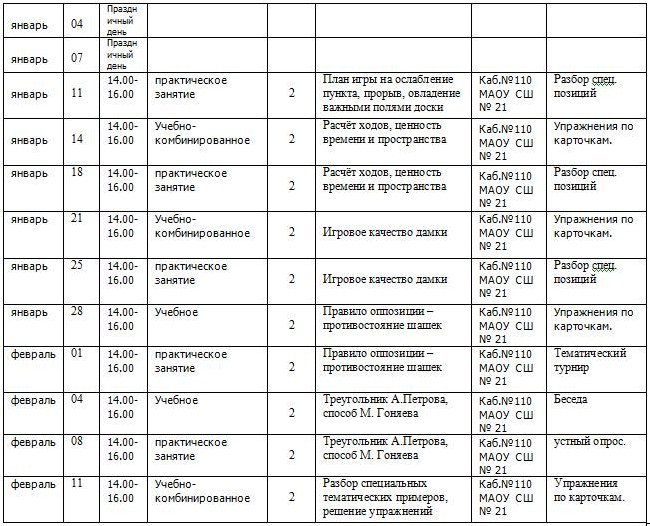 январь 04 Праздн
ичный
день
январь 07 Праздн
ичный
день
январь 11 14.00- практическое 2 План игры на ослабление Каб.№110 Разбор спец.
16.00 занятие пункта, прорыв, овладение МАОУ СШ позиций
важными полями доски № 21
январь 14 14.00- Учебно- 2 Расчёт ходов, ценность Каб.№110 Упражнения по
16.00 комбинированное времени и пространства МАОУ СШ карточкам.
№ 21
январь 18 14.00- практическое 2 Расчёт ходов, ценность Каб.№110 Разбор спец.
16.00 занятие времени и пространства МАОУ СШ позиций
№ 21
январь 21 14.00- Учебно- 2 Игровое качество дамки Каб.№110 Упражнения по
16.00 комбинированное МАОУ СШ карточкам.
№ 21
январь 25 14.00- практическое 2 Игровое качество дамки Каб.№110 Разбор спец.
16.00 занятие МАОУ СШ позиций
№ 21
январь 28 14.00- Учебное 2 Правило оппозиции – Каб.№110 Упражнения по
16.00 противостояние шашек МАОУ СШ карточкам.
№ 21
февраль 01 14.00- практическое 2 Правило оппозиции – Каб.№110 Тематический
16.00 занятие противостояние шашек МАОУ СШ турнир
№ 21
февраль 04 14.00- Учебное 2 Треугольник А.Петрова, Каб.№110 Беседа
16.00 способ М. Гоняева МАОУ СШ
№ 21
февраль 08 14.00- практическое 2 Треугольник А.Петрова, Каб.№110 устный опрос.
16.00 занятие способ М. Гоняева МАОУ СШ
№ 21
февраль 11 14.00- Учебно- 2 Разбор специальных Каб.№110 Упражнения
16.00 комбинированное тематических примеров, МАОУ СШ по карточкам.
решение упражнений № 21